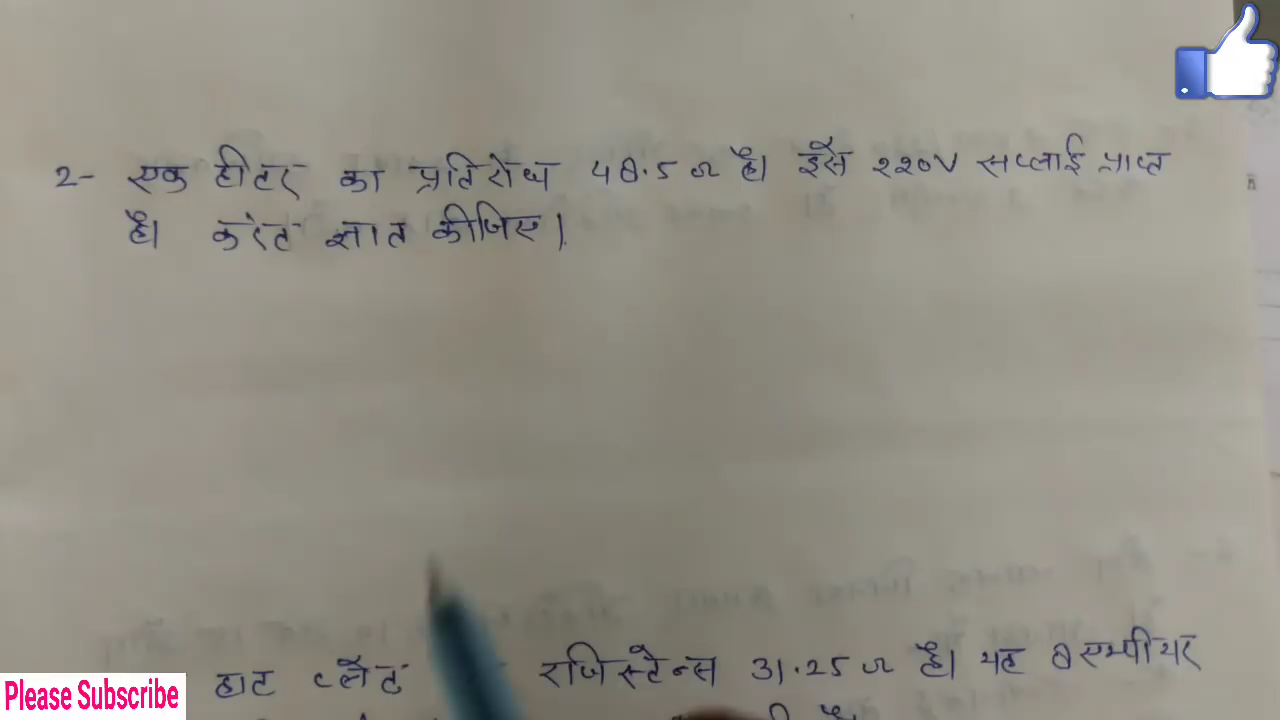 2- एक हीटर का प्रतिरोध 48.5 Ω है। इसे 220V सप्लाई प्राप्त
है। करंट ज्ञात कीजिए।
हाट प्लेट रजिस्टेन्स 31.25 Ω है। यह 8 एम्पीयर
Please Subscribe